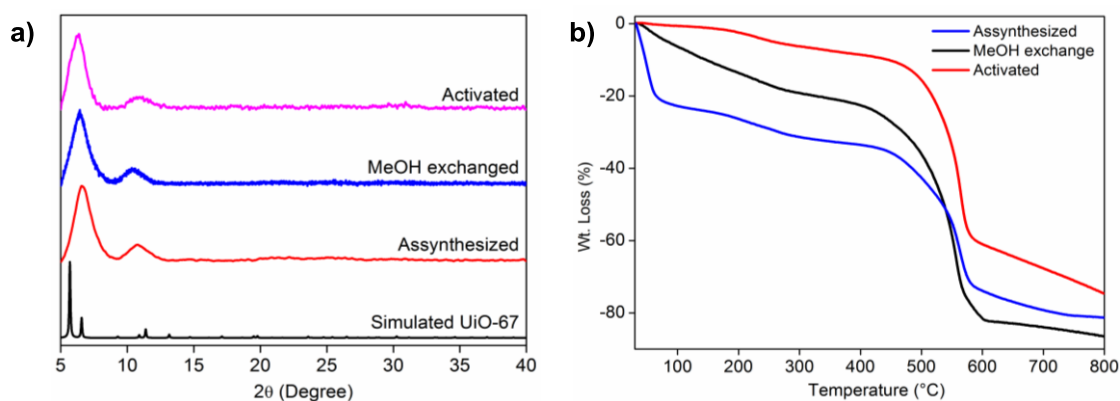 a)
Activated
MeOH exchanged
Assynthesized
Simulated UiO-67
5 10 15 20 25 30 35 40
2θ (Degree)
b)
Assynthesized
MeOH exchange
Activated
0
-20
-40
-60
-80
Wt. Loss (%)
100 200 300 400 500 600 700 800
Temperature (°C)